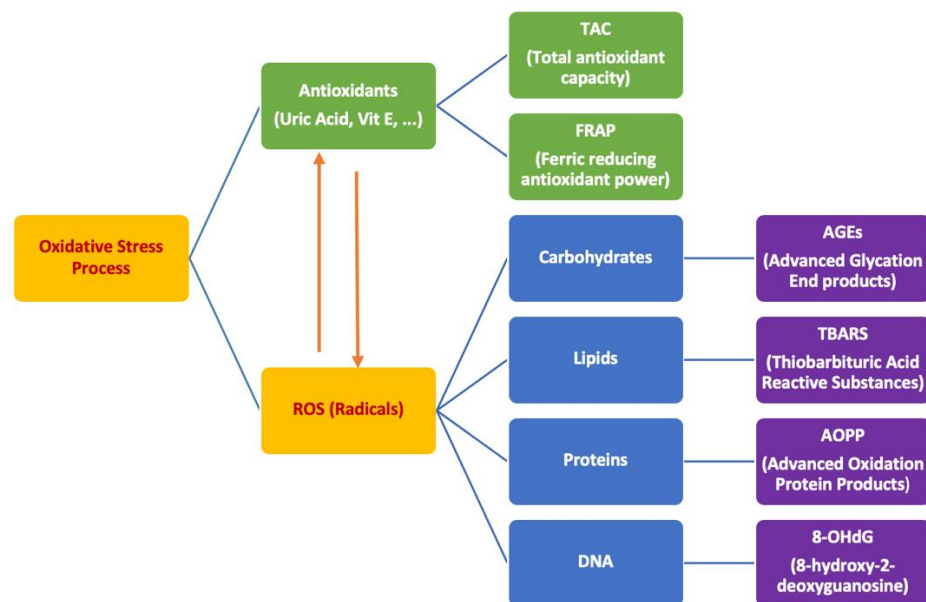 TAC
(Total antioxidant
capacity)
Antioxidants
(Uric Acid, Vit E, ...)
FRAP
(Ferric reducing
antioxidant power)
Oxidative Stress
Process
Carbohydrates
AGEs
(Advanced Glycation
End products)
Lipids
TBARS
(Thiobarbituric Acid
Reactive Substances)
ROS (Radicals)
Proteins
AOPP
(Advanced Oxidation
Protein Products)
DNA
8-OHdG
(8-hydroxy-2-
deoxyguanosine)